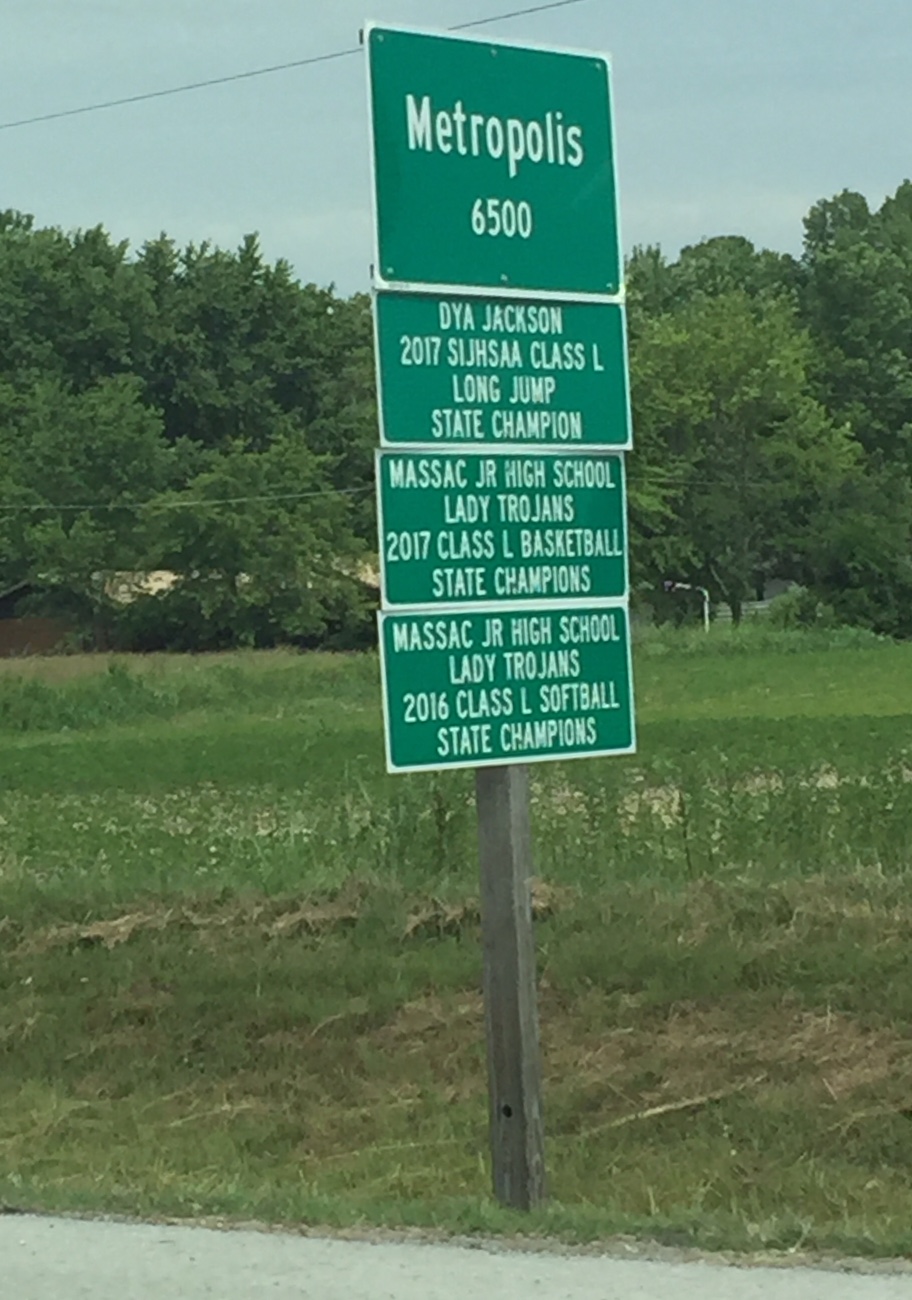 Metropolis
6500
DYA JACKSON
2017 SIJHSAA CLASS L
LONG JUMP
STATE CHAMPION
MASSAC JR HIGH SCHOOL
LADY TROJANS
2017 CLASS L BASKETBALL
STATE CHAMPIONS
MASSAC JR HIGH SCHOOL
LADY TROJANS
2016 CLASS L SOFTBALL
STATE CHAMPIONS